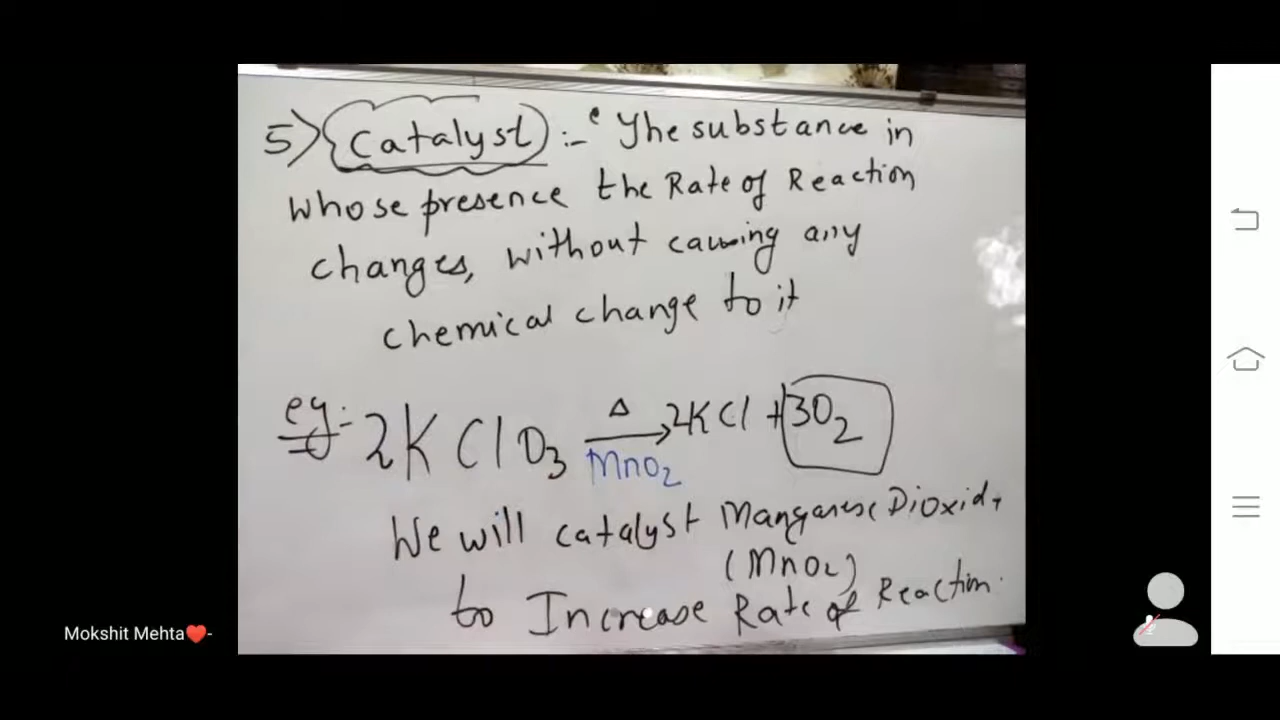 5) Catalyst :- The substance in
whose presence the Rate of Reaction
changes, without causing any
chemical change to it
eg:- 2KClO3 Δ→ MnO2 2KCl + 3O2
We will catalyst Manganese Dioxide
(MnO2)
to Increase Rate of Reaction.
Mokshit Mehta❤️-